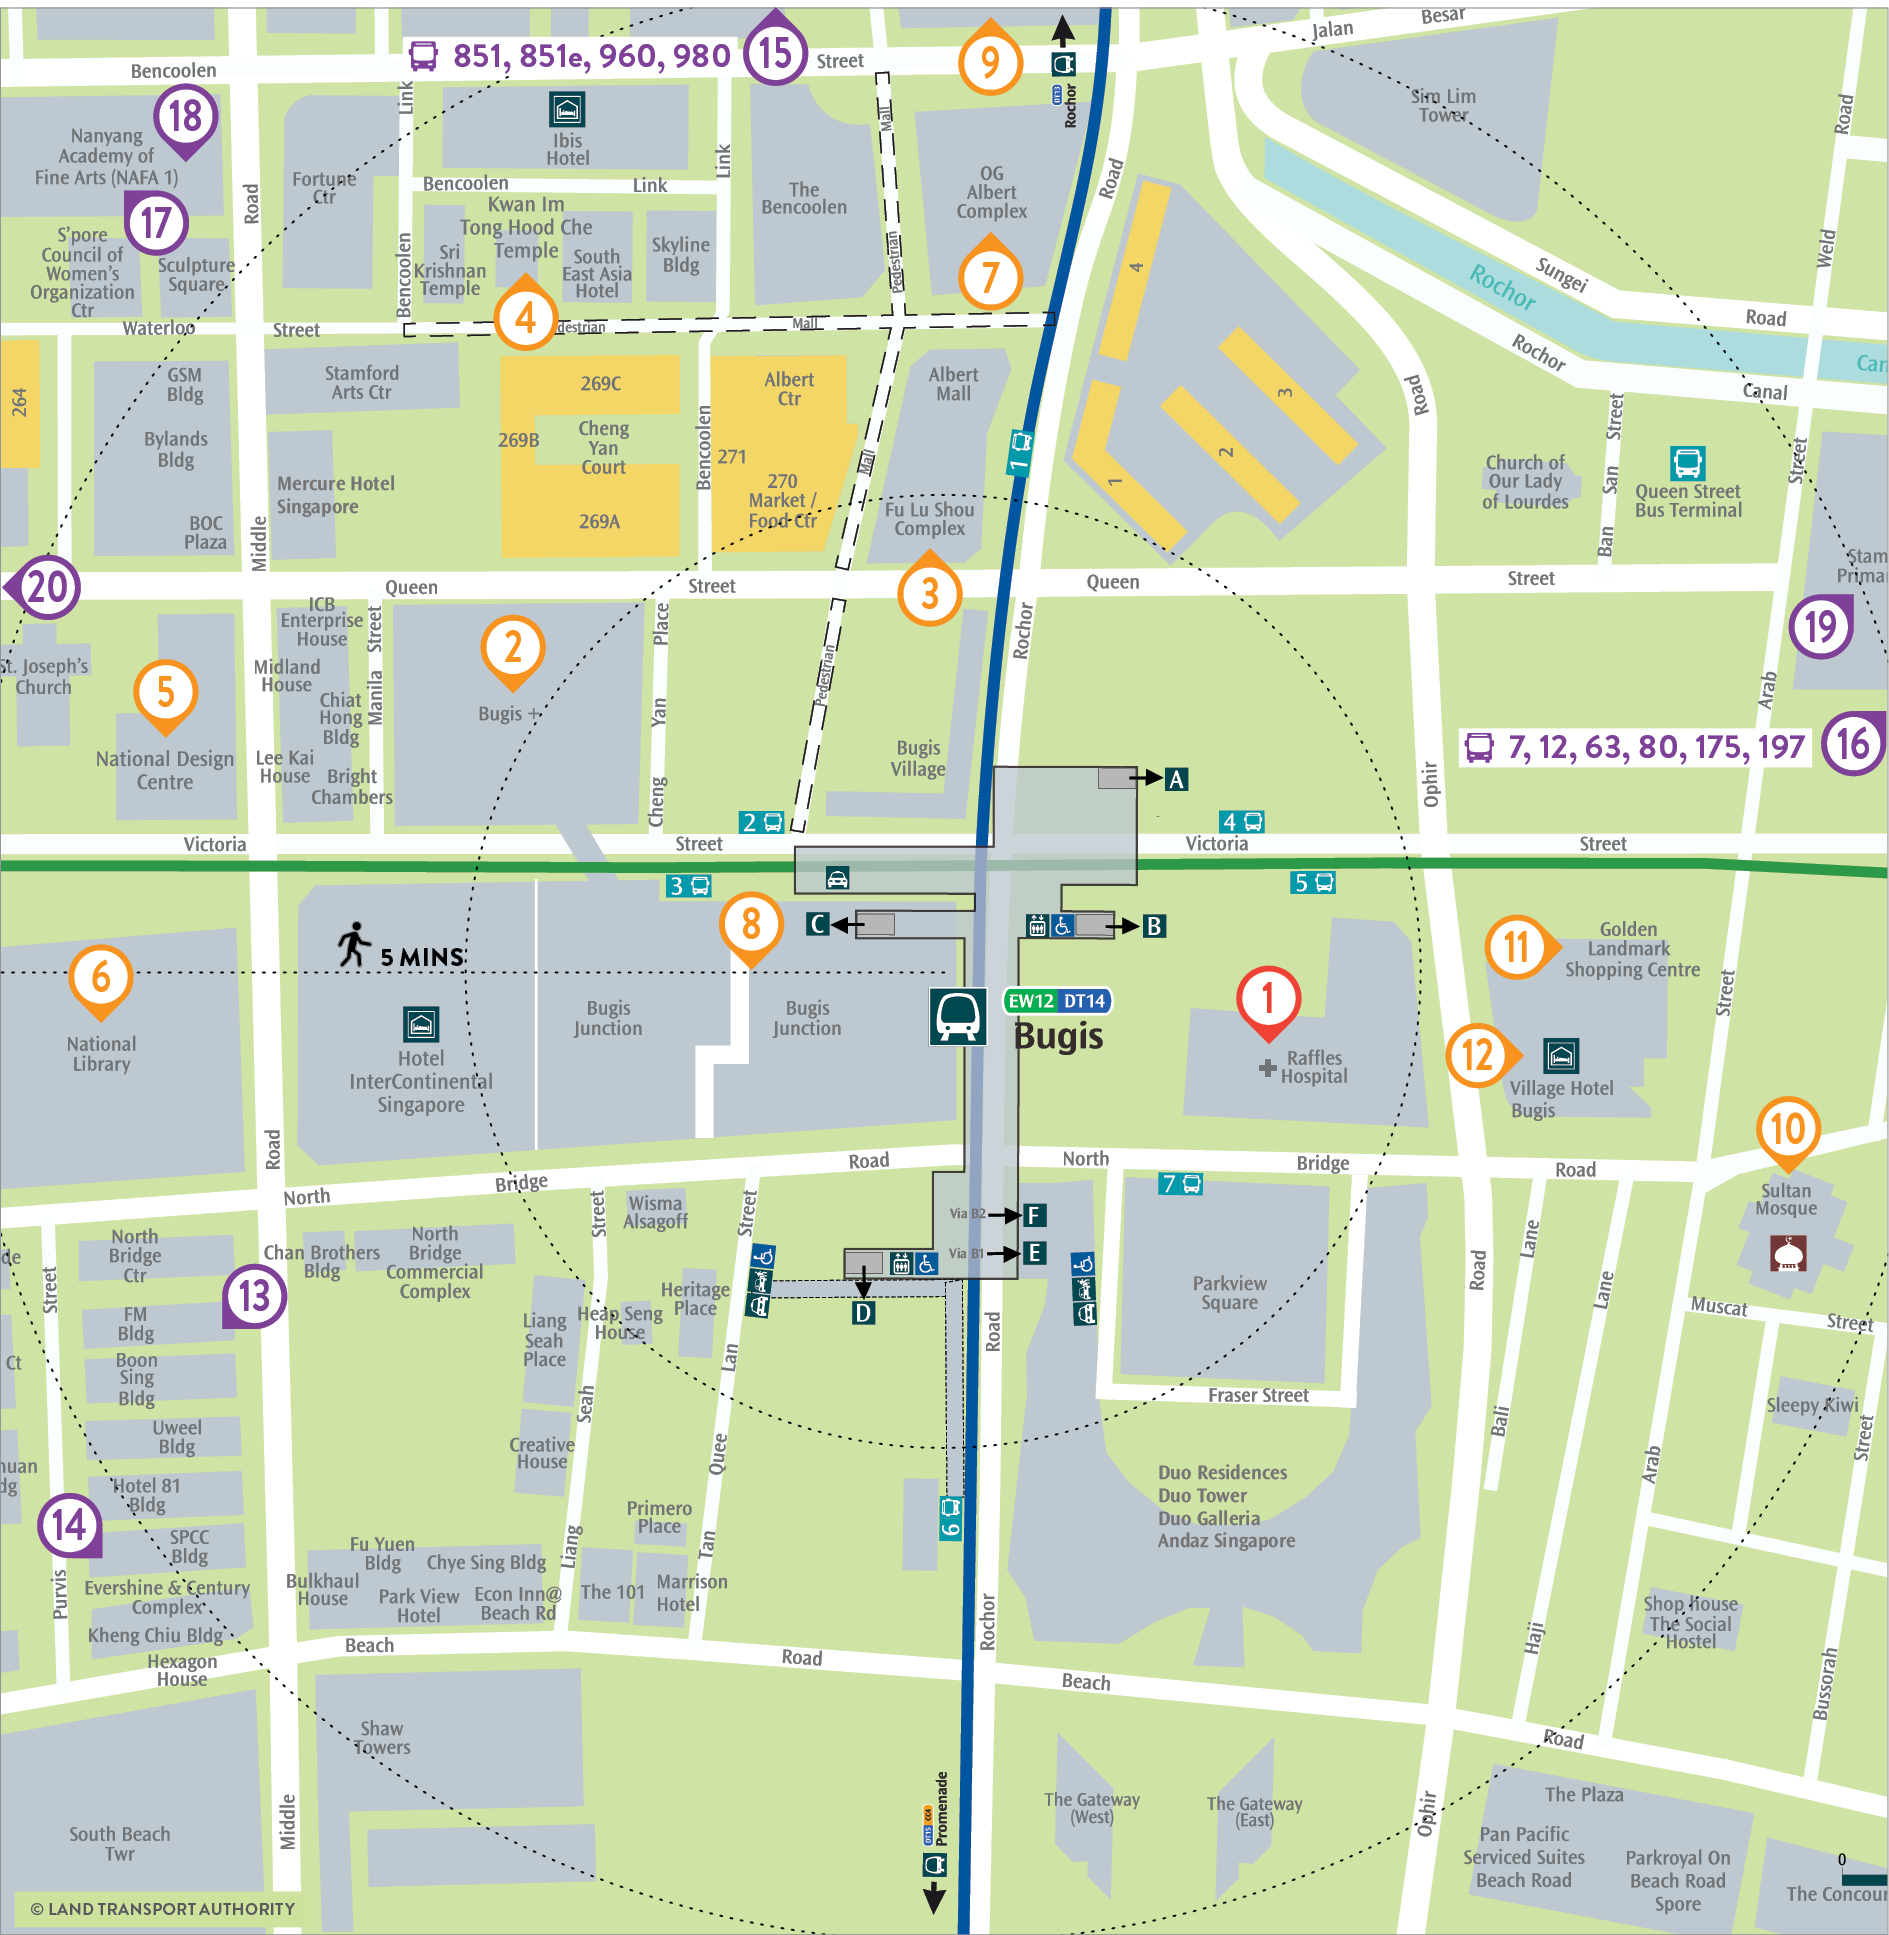 Jalan
Besar
Bencoolen
851, 851e, 960, 980
15
Street
9
DT13
Rochor
18
Nanyang
Academy of
Fine Arts (NAFA 1)
Road
Fortune
Ctr
Link
Ibis
Hotel
Bencoolen
Link
Link
Mall
The
Bencoolen
OG
Albert
Complex
Road
Sim Lim
Tower
Road
17
S'pore
Council of
Women's
Organization
Ctr
Sculpture
Square
Bencoolen
Kwan Im
Tong Hood Che
Temple
Sri
Krishnan
Temple
South
East Asia
Hotel
Skyline
Bldg
Pedestrian
7
4
Rochor
Sungei
Weld
Road
Waterloo
Street
4
destrian
Mall
Rochor
Canal
Can
264
GSM
Bldg
Stamford
Arts Ctr
269C
Albert
Ctr
Albert
Mall
3
Road
Street
Bylands
Bldg
269B
Cheng
Yan
Court
Bencoolen
271
Mall
1
2
1
Church of
Our Lady
of Lourdes
San
Queen Street
Bus Terminal
Street
Mercure Hotel
Singapore
270
Market /
Food Ctr
269A
Fu Lu Shou
Complex
BOC
Plaza
Middle
Ban
Stam
Primar
20
Queen
Street
3
Queen
Street
ICB
Enterprise
House
Street
2
Place
Rochor
19
St. Joseph's
Church
5
Midland
House
Manila
Chiat
Hong
Bldg
Bugis +
Yan
Pedestrian
Arab
National Design
Centre
Lee Kai
House
Bright
Chambers
Cheng
Bugis
Village
A
Ophir
7, 12, 63, 80, 175, 197
16
2
4
Victoria
Street
Victoria
Street
3
5
8
C
B
5 MINS
6
National
Library
11
Golden
Landmark
Shopping Centre
Street
Hotel
InterContinental
Singapore
Bugis
Junction
Bugis
Junction
EW12 DT14
Bugis
1
Raffles
Hospital
12
Village Hotel
Bugis
10
Road
North
Bridge
Road
North
Bridge
Road
7
Sultan
Mosque
Street
Wisma
Alsagoff
Street
Via B2
F
Via B1
E
D
de
Street
North
Bridge
Ctr
Chan Brothers
Bldg
North
Bridge
Commercial
Complex
13
FM
Bldg
Heritage
Place
Heap Seng
House
Liang
Seah
Place
Road
Parkview
Square
Road
Lane
Lane
Muscat
Street
Ct
Boon
Sing
Bldg
Lan
Seah
Fraser Street
Bali
Sleepy Kiwi
Street
Uweel
Bldg
Creative
House
Quee
Arab
huan
dg
Hotel 81
Bldg
14
Duo Residences
Duo Tower
Duo Galleria
Andaz Singapore
Primero
Place
6
SPCC
Bldg
Fu Yuen
Bldg
Chye Sing Bldg
Liang
Tan
Purvis
Evershine & Century
Complex
Bulkhaul
House
Park View
Hotel
Econ Inn@
Beach Rd
The 101
Marrison
Hotel
Rochor
Haji
Shop House
The Social
Hostel
Kheng Chiu Bldg
Hexagon
House
Beach
Road
Beach
Road
Bussorah
Shaw
Towers
South Beach
Twr
Middle
DT15 CC4
Promenade
The Gateway
(West)
The Gateway
(East)
Ophir
The Plaza
Pan Pacific
Serviced Suites
Beach Road
Parkroyal On
Beach Road
Spore
0
The Concour
© LAND TRANSPORT AUTHORITY